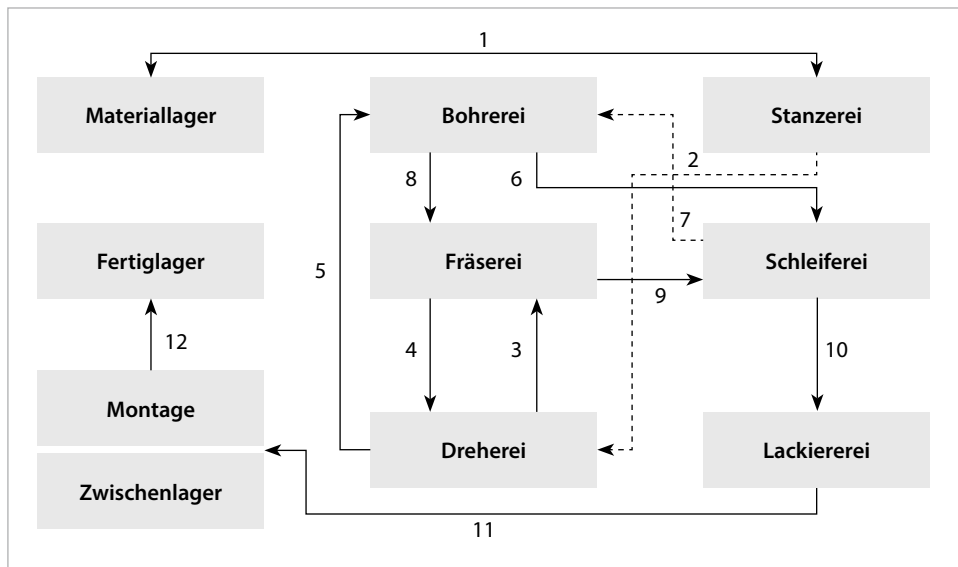 1
Materiallager
Bohrerei
Stanzerei
8
6
2
7
Fertiglager
Fräserei
Schleiferei
5
9
12
4
3
10
Montage
Dreherei
Lackiererei
Zwischenlager
11